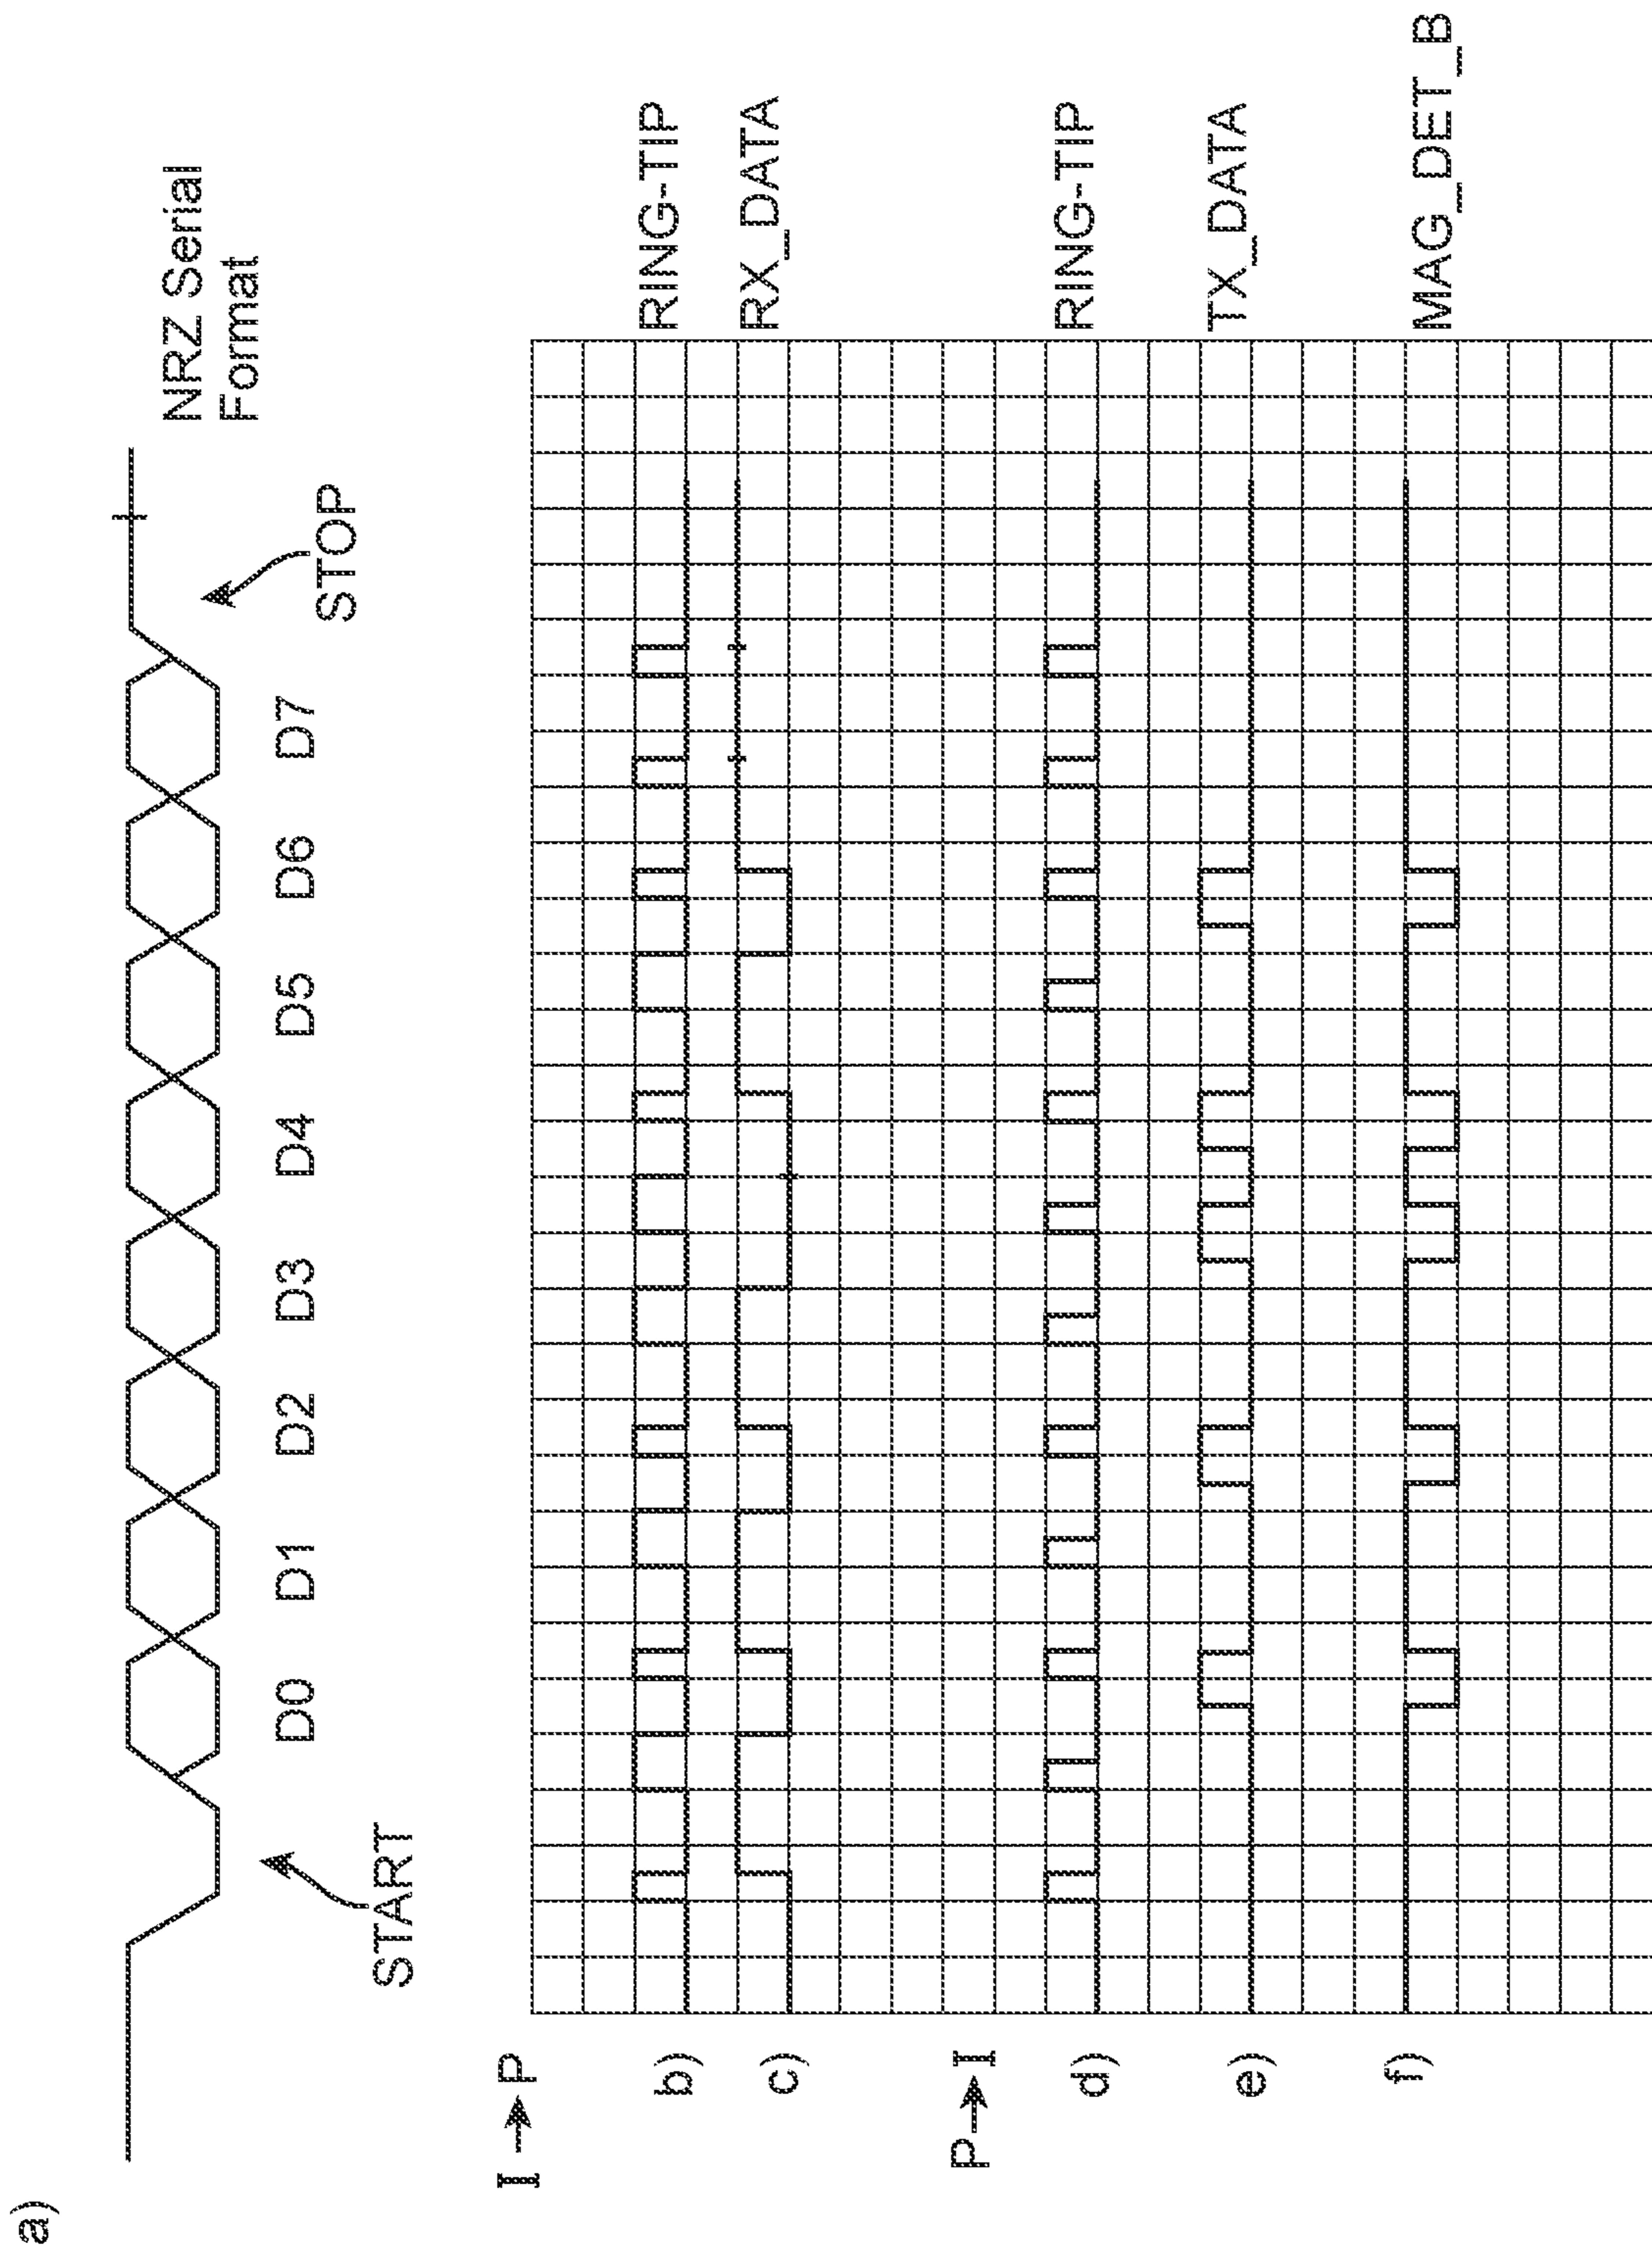 a)
NRZ Serial
Format
START
D0 D1 D2 D3 D4 D5 D6 D7
STOP
I → P
b) RING-TIP
c) RX_DATA
P → I
d) RING-TIP
e) TX_DATA
f) MAG_DET_B